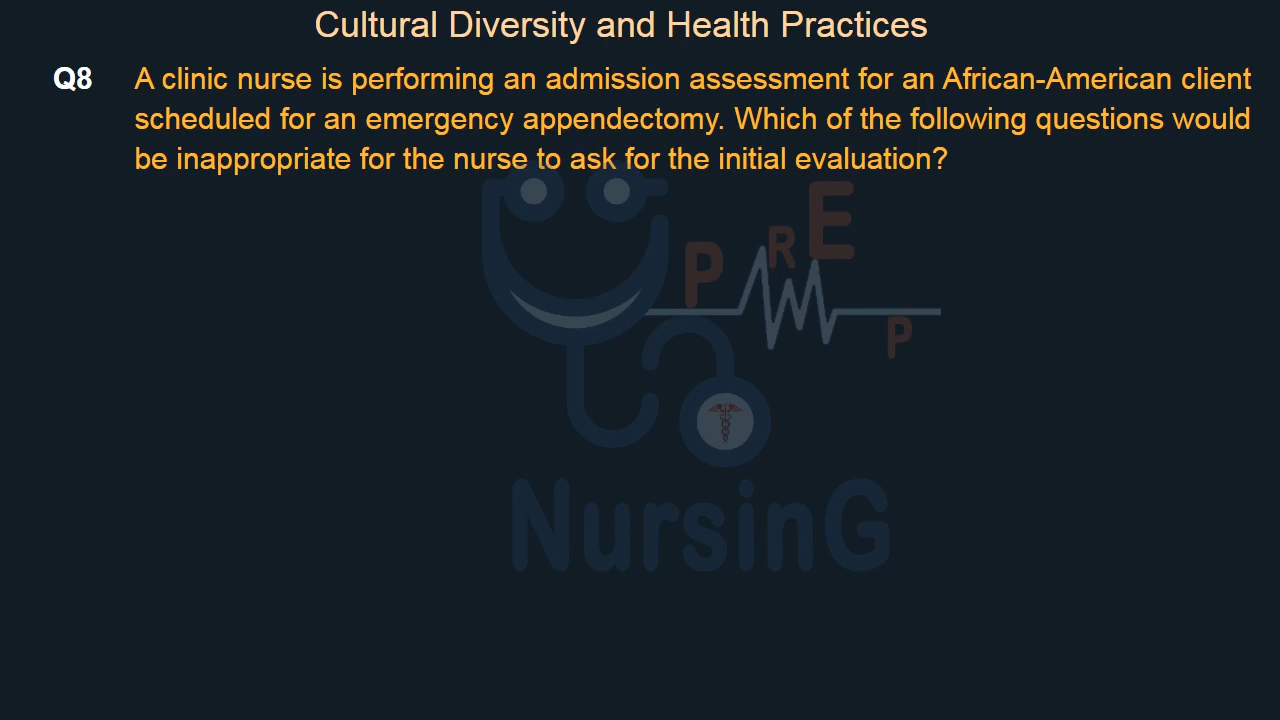 Cultural Diversity and Health Practices
Q8 A clinic nurse is performing an admission assessment for an African-American client
scheduled for an emergency appendectomy. Which of the following questions would
be inappropriate for the nurse to ask for the initial evaluation?
PREP
NursinG